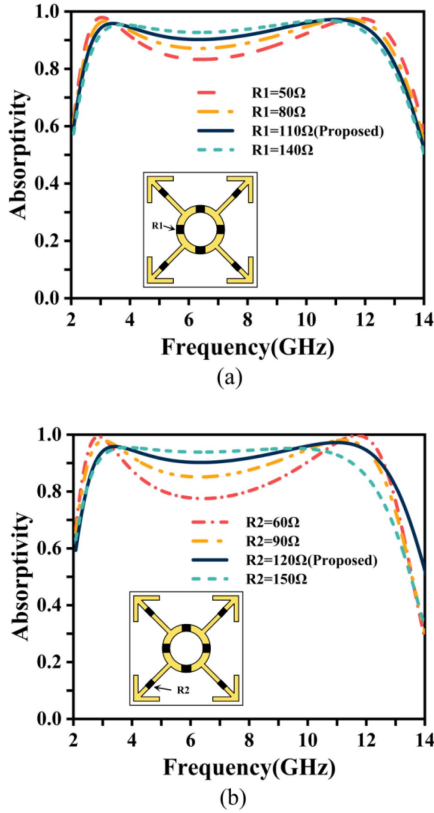 1.0
0.8
0.6
0.4
0.2
0.0
Absorptivity
R1=50Ω
R1=80Ω
R1=110Ω(Proposed)
R1=140Ω
R1
2 4 6 8 10 12 14
Frequency(GHz)
(a)
1.0
0.8
0.6
0.4
0.2
0.0
Absorptivity
R2=60Ω
R2=90Ω
R2=120Ω(Proposed)
R2=150Ω
R2
2 4 6 8 10 12 14
Frequency(GHz)
(b)